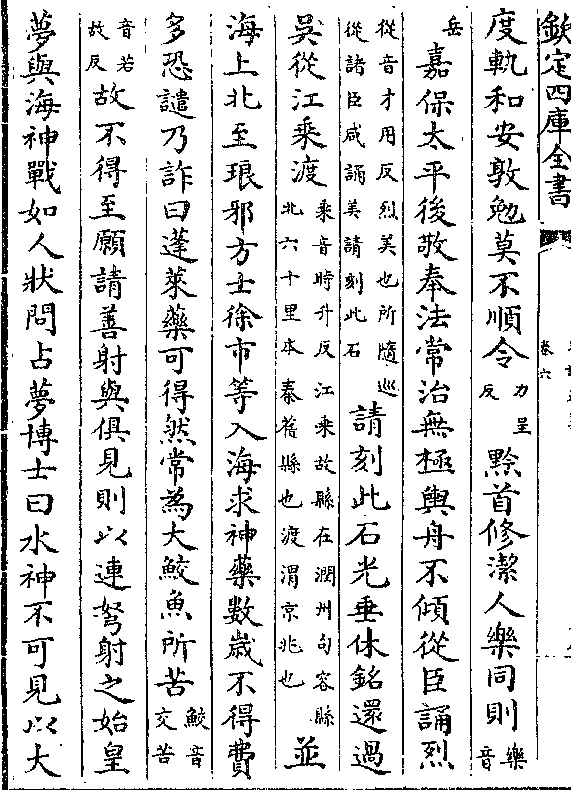 欽定四庫全書
卷六
度軌和安敦勉莫不順令力呈反黔首修潔人樂同則樂音
岳嘉保太平後敬奉法常治無極輿舟不傾從臣誦烈
從音才用反烈美也所隨巡從諸臣咸誦美請刻此石請刻此石光垂休銘還過
吳從江乘渡乘音時升反江乘故縣在潤州句容縣北六十里夲秦舊縣也渡渭京兆也並
海上北至琅邪方士徐市等入海求神藥數歲不得費
多恐譴乃詐曰蓬萊藥可得然常為大鮫魚所苦鮫音交苦
音若故反故不得至願請善射與俱見則以連弩射之始皇
夢與海神戰如人狀問占夢博士曰水神不可見以大